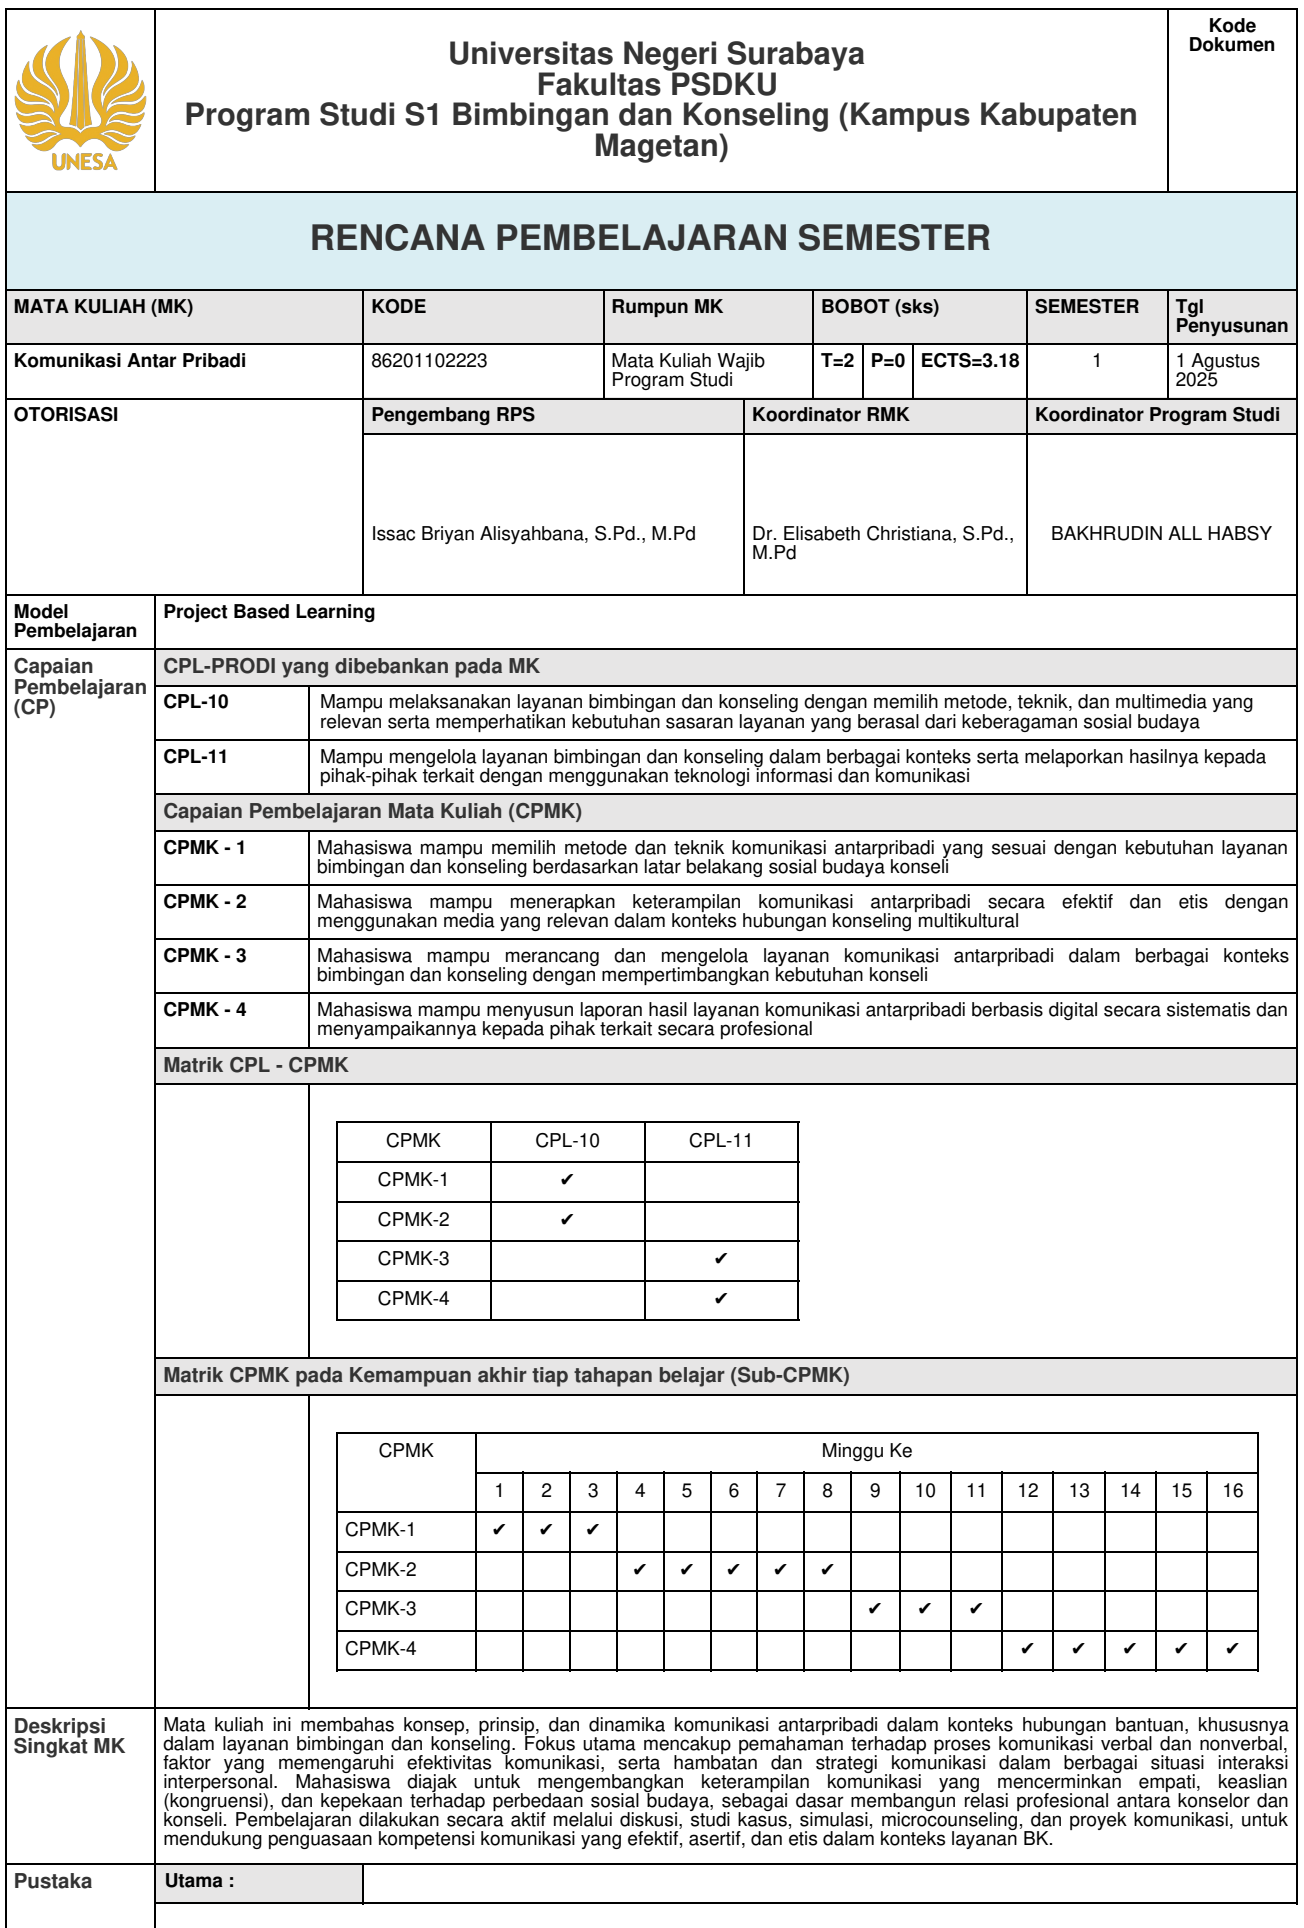 UNESA
Universitas Negeri Surabaya
Fakultas PSDKU
Program Studi S1 Bimbingan dan Konseling (Kampus Kabupaten
Magetan)
Kode
Dokumen
RENCANA PEMBELAJARAN SEMESTER
MATA KULIAH (MK) KODE Rumpun MK BOBOT (sks) SEMESTER Tgl
Penyusunan
Komunikasi Antar Pribadi 86201102223 Mata Kuliah Wajib T=2 P=0 ECTS=3.18 1 1 Agustus
Program Studi 2025
OTORISASI Pengembang RPS Koordinator RMK Koordinator Program Studi
Issac Briyan Alisyahbana, S.Pd., M.Pd Dr. Elisabeth Christiana, S.Pd., BAKHRUDIN ALL HABSY
M.Pd
Model Project Based Learning
Pembelajaran
Capaian CPL-PRODI yang dibebankan pada MK
Pembelajaran
(CP)
CPL-10 Mampu melaksanakan layanan bimbingan dan konseling dengan memilih metode, teknik, dan multimedia yang
relevan serta memperhatikan kebutuhan sasaran layanan yang berasal dari keberagaman sosial budaya
CPL-11 Mampu mengelola layanan bimbingan dan konseling dalam berbagai konteks serta melaporkan hasilnya kepada
pihak-pihak terkait dengan menggunakan teknologi informasi dan komunikasi
Capaian Pembelajaran Mata Kuliah (CPMK)
CPMK - 1 Mahasiswa mampu memilih metode dan teknik komunikasi antarpribadi yang sesuai dengan kebutuhan layanan
bimbingan dan konseling berdasarkan latar belakang sosial budaya konseli
CPMK - 2 Mahasiswa mampu menerapkan keterampilan komunikasi antarpribadi secara efektif dan etis dengan
menggunakan media yang relevan dalam konteks hubungan konseling multikultural
CPMK - 3 Mahasiswa mampu merancang dan mengelola layanan komunikasi antarpribadi dalam berbagai konteks
bimbingan dan konseling dengan mempertimbangkan kebutuhan konseli
CPMK - 4 Mahasiswa mampu menyusun laporan hasil layanan komunikasi antarpribadi berbasis digital secara sistematis dan
menyampaikannya kepada pihak terkait secara profesional
Matrik CPL - CPMK
CPMK CPL-10 CPL-11
CPMK-1 ✔
CPMK-2 ✔
CPMK-3 ✔
CPMK-4 ✔
Matrik CPMK pada Kemampuan akhir tiap tahapan belajar (Sub-CPMK)
CPMK Minggu Ke
1 2 3 4 5 6 7 8 9 10 11 12 13 14 15 16
CPMK-1 ✔ ✔ ✔
CPMK-2 ✔ ✔ ✔ ✔ ✔
CPMK-3 ✔ ✔ ✔
CPMK-4 ✔ ✔ ✔ ✔ ✔
Deskripsi
Singkat MK
Mata kuliah ini membahas konsep, prinsip, dan dinamika komunikasi antarpribadi dalam konteks hubungan bantuan, khususnya
dalam layanan bimbingan dan konseling. Fokus utama mencakup pemahaman terhadap proses komunikasi verbal dan nonverbal,
faktor yang memengaruhi efektivitas komunikasi, serta hambatan dan strategi komunikasi dalam berbagai situasi interaksi
interpersonal. Mahasiswa diajak untuk mengembangkan keterampilan komunikasi yang mencerminkan empati, keaslian
(kongruensi), dan kepekaan terhadap perbedaan sosial budaya, sebagai dasar membangun relasi profesional antara konselor dan
konseli. Pembelajaran dilakukan secara aktif melalui diskusi, studi kasus, simulasi, microcounseling, dan proyek komunikasi, untuk
mendukung penguasaan kompetensi komunikasi yang efektif, asertif, dan etis dalam konteks layanan BK.
Pustaka Utama :